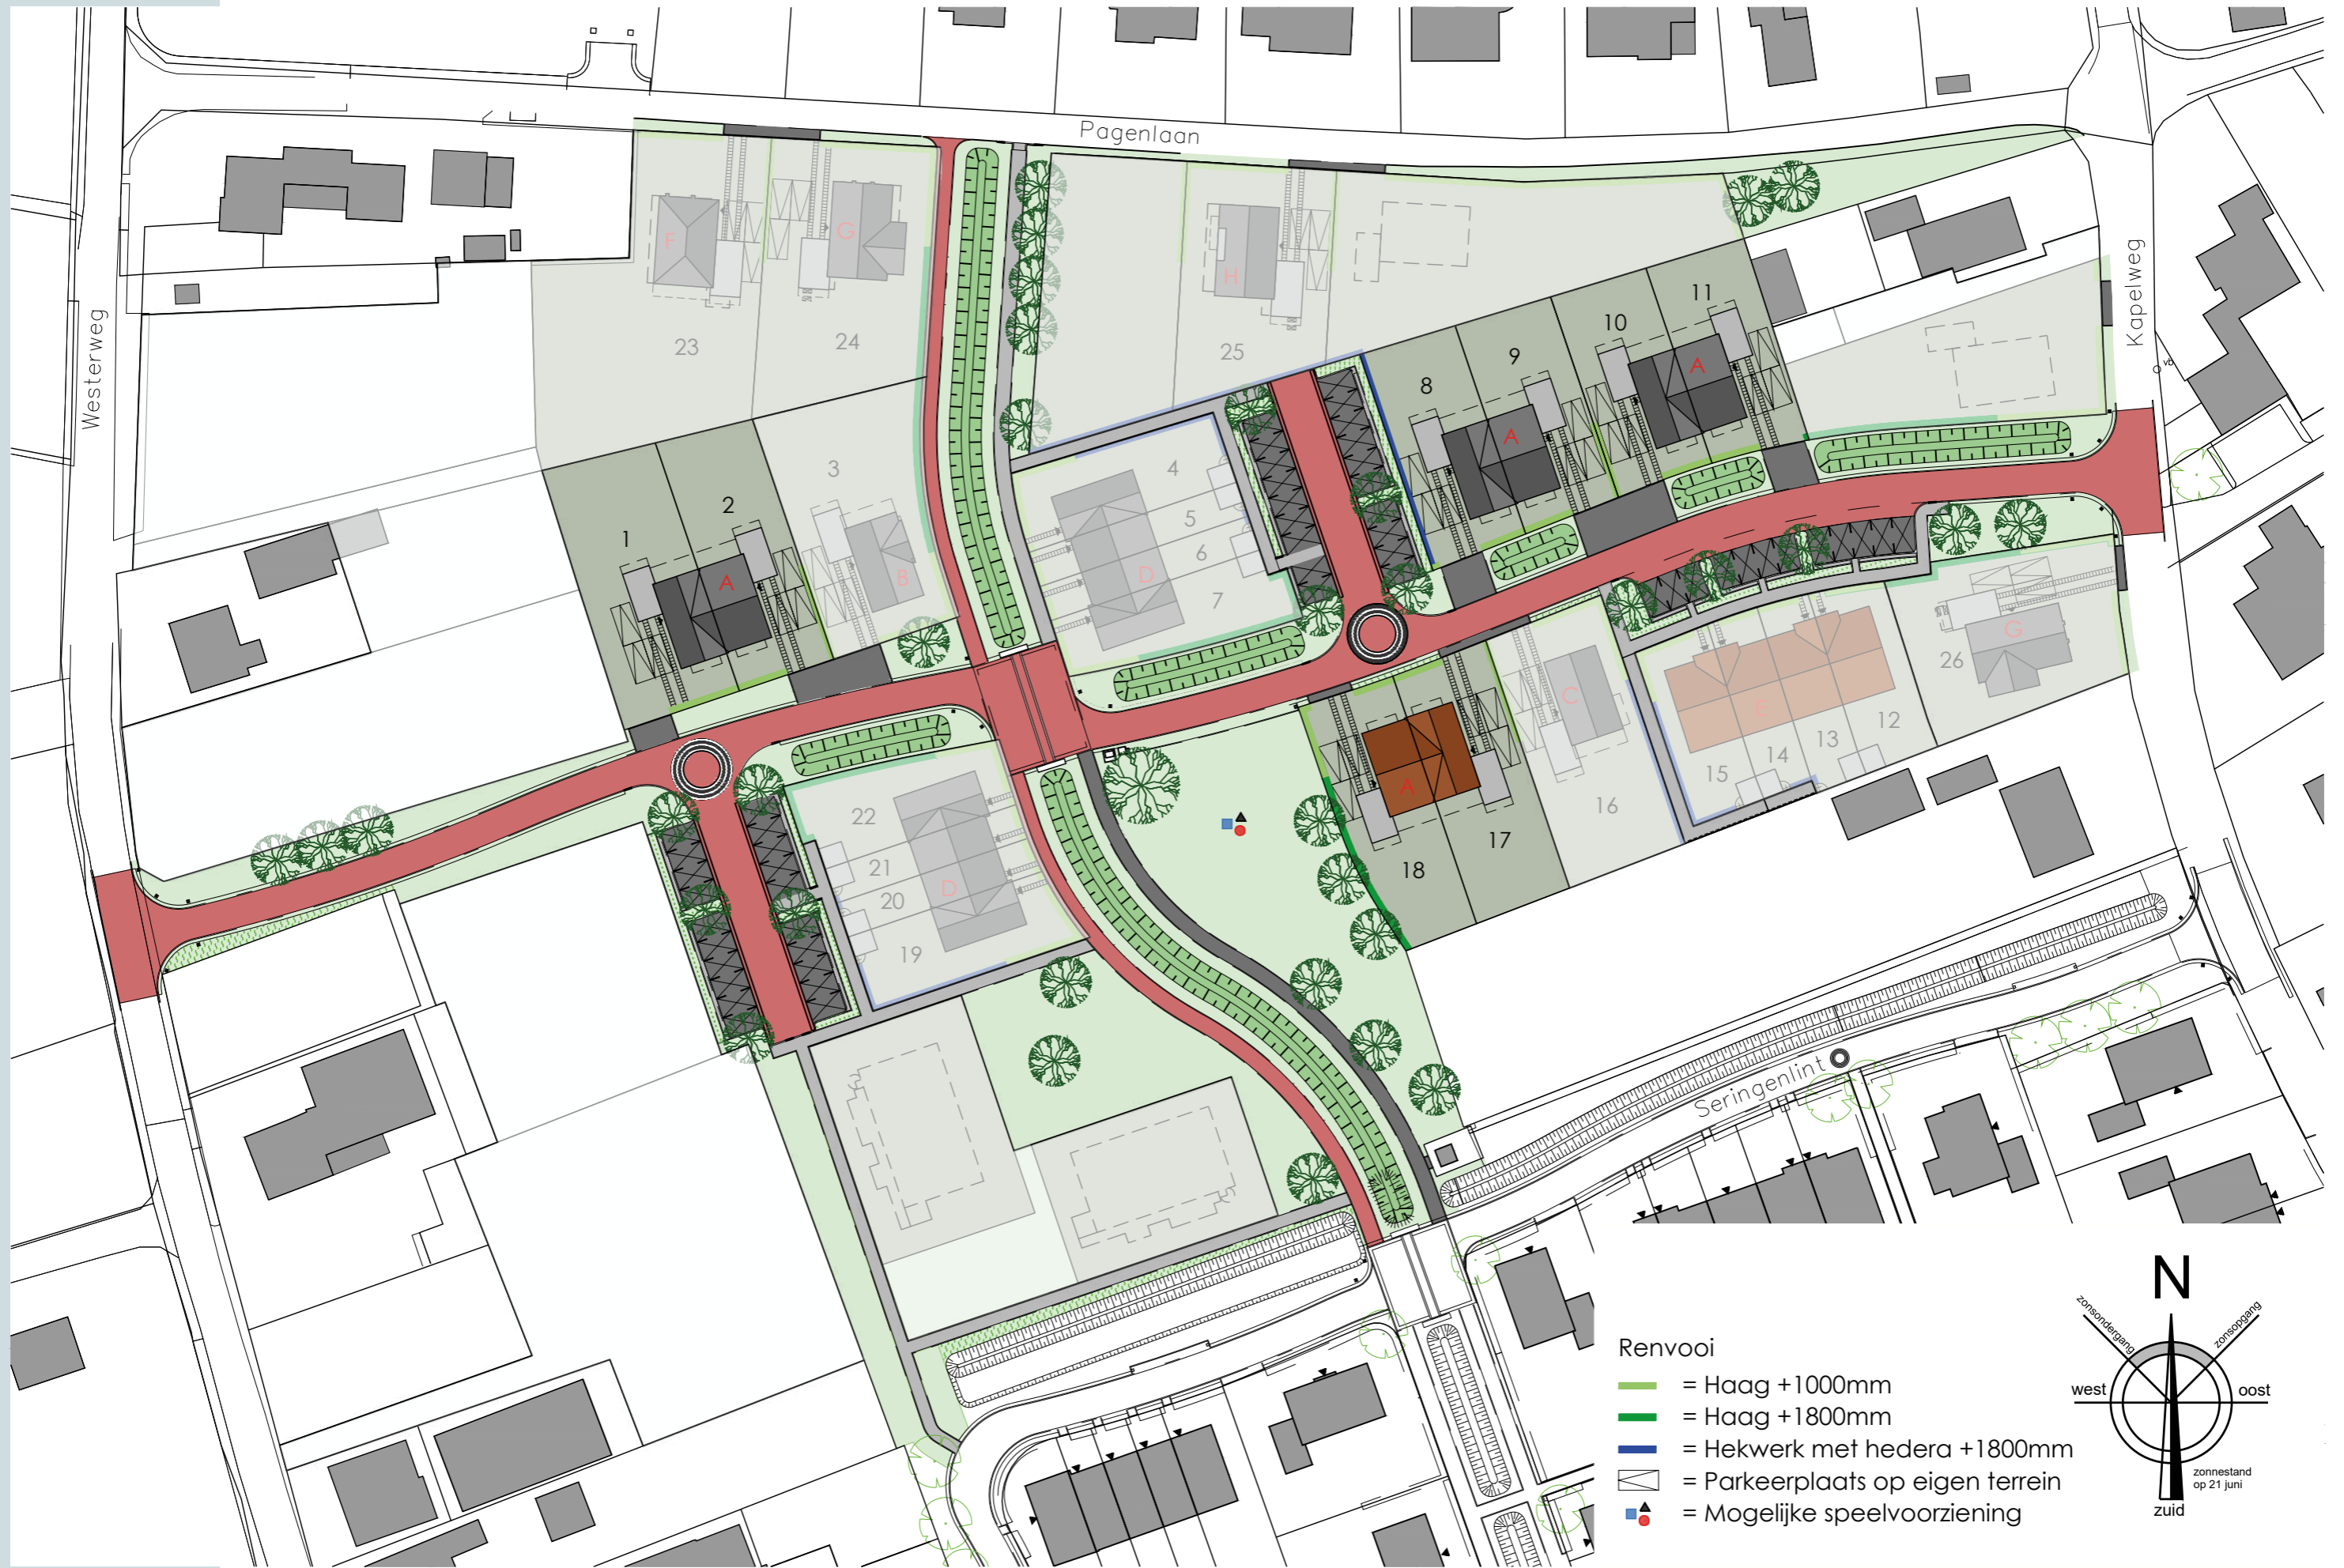 Pagenlaan
Westerweg
Kapelweg
vb
F
G
H
23
24
25
11
10
9
8
A
A
3
2
1
A
B
4
5
6
7
D
C
G
26
12
13
14
15
16
17
18
A
22
21
20
19
D
Seringenlint
N
zonsondergang
zonsopgang
west
oost
zonnestand
op 21 juni
zuid
Renvooi
= Haag +1000mm
= Haag +1800mm
= Hekwerk met hedera +1800mm
= Parkeerplaats op eigen terrein
= Mogelijke speelvoorziening